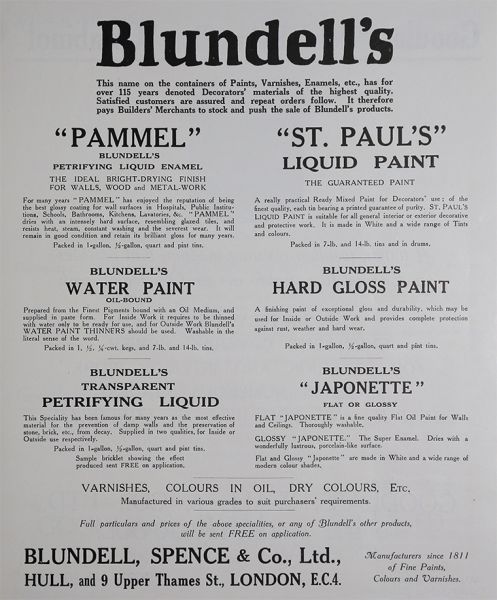 Blundell's
This name on the containers of Paints, Varnishes, Enamels, etc., has for
over 115 years denoted Decorators' materials of the highest quality.
Satisfied customers are assured and repeat orders follow. It therefore
pays Builders' Merchants to stock and push the sale of Blundell's products.
"PAMMEL"
BLUNDELL'S
PETRIFYING LIQUID ENAMEL
THE IDEAL BRIGHT-DRYING FINISH
FOR WALLS, WOOD and METAL-WORK
For many years "PAMMEL" has enjoyed the reputation of being
the best glossy coating for wall surfaces in Hospitals, Public Institu-
tions, Schools, Bathrooms, Kitchens, Lavatories, &c. "PAMMEL"
dries with an intensely hard surface, resembling glazed tiles, and
resists heat, steam, constant washing and the severest wear. It will
remain in good condition and retain its brilliant gloss for many years.
Packed in 1-gallon, ½-gallon, quart and pint tins.
"ST. PAUL'S"
LIQUID PAINT
THE GUARANTEED PAINT
A really practical Ready Mixed Paint for Decorators' use; of the
finest quality, each tin bearing a printed guarantee of purity. ST. PAUL'S
LIQUID PAINT is suitable for all general interior or exterior decorative
and protective work. It is made in White and a wide range of Tints
and colours.
Packed in 7-lb. and 14-lb. tins and in drums.
BLUNDELL'S
WATER PAINT
OIL-BOUND
Prepared from the Finest Pigments bound with an Oil Medium, and
supplied in paste form. For Inside Work it requires to be thinned
with water only to be ready for use, and for Outside Work Blundell's
WATER PAINT THINNERS should be used. Washable in the
literal sense of the word.
Packed in 1, ½, ¼-cwt. kegs, and 7-lb. and 14-lb. tins.
BLUNDELL'S
HARD GLOSS PAINT
A finishing paint of exceptional gloss and durability, which may be
used for Inside or Outside Work and provides complete protection
against rust, weather and hard wear.
Packed in 1-gallon, ½-gallon, quart and pint tins.
BLUNDELL'S
TRANSPARENT
PETRIFYING LIQUID
This Speciality has been famous for many years as the most effective
material for the prevention of damp walls and the preservation of
stone, brick, etc., from decay. Supplied in two qualities, for Inside or
Outside use respectively.
Packed in 1-gallon, ½-gallon, quart and pint tins.
Sample bricklet showing the effect
produced sent FREE on application.
BLUNDELL'S
"JAPONETTE"
FLAT OR GLOSSY
FLAT "JAPONETTE" is a fine quality Flat Oil Paint for Walls
and Ceilings. Thoroughly washable.
GLOSSY "JAPONETTE." The Super Enamel. Dries with a
wonderfully lustrous, porcelain-like surface.
Flat and Glossy "Japonette" are made in White and a wide range of
modern colour shades.
VARNISHES, COLOURS IN OIL, DRY COLOURS, ETC.
Manufactured in various grades to suit purchasers' requirements.
Full particulars and prices of the above specialities, or any of Blundell's other products,
will be sent FREE on application.
BLUNDELL, SPENCE & Co., Ltd.,
HULL, and 9 Upper Thames St., LONDON, E.C.4.
Manufacturers since 1811
of Fine Paints,
Colours and Varnishes.